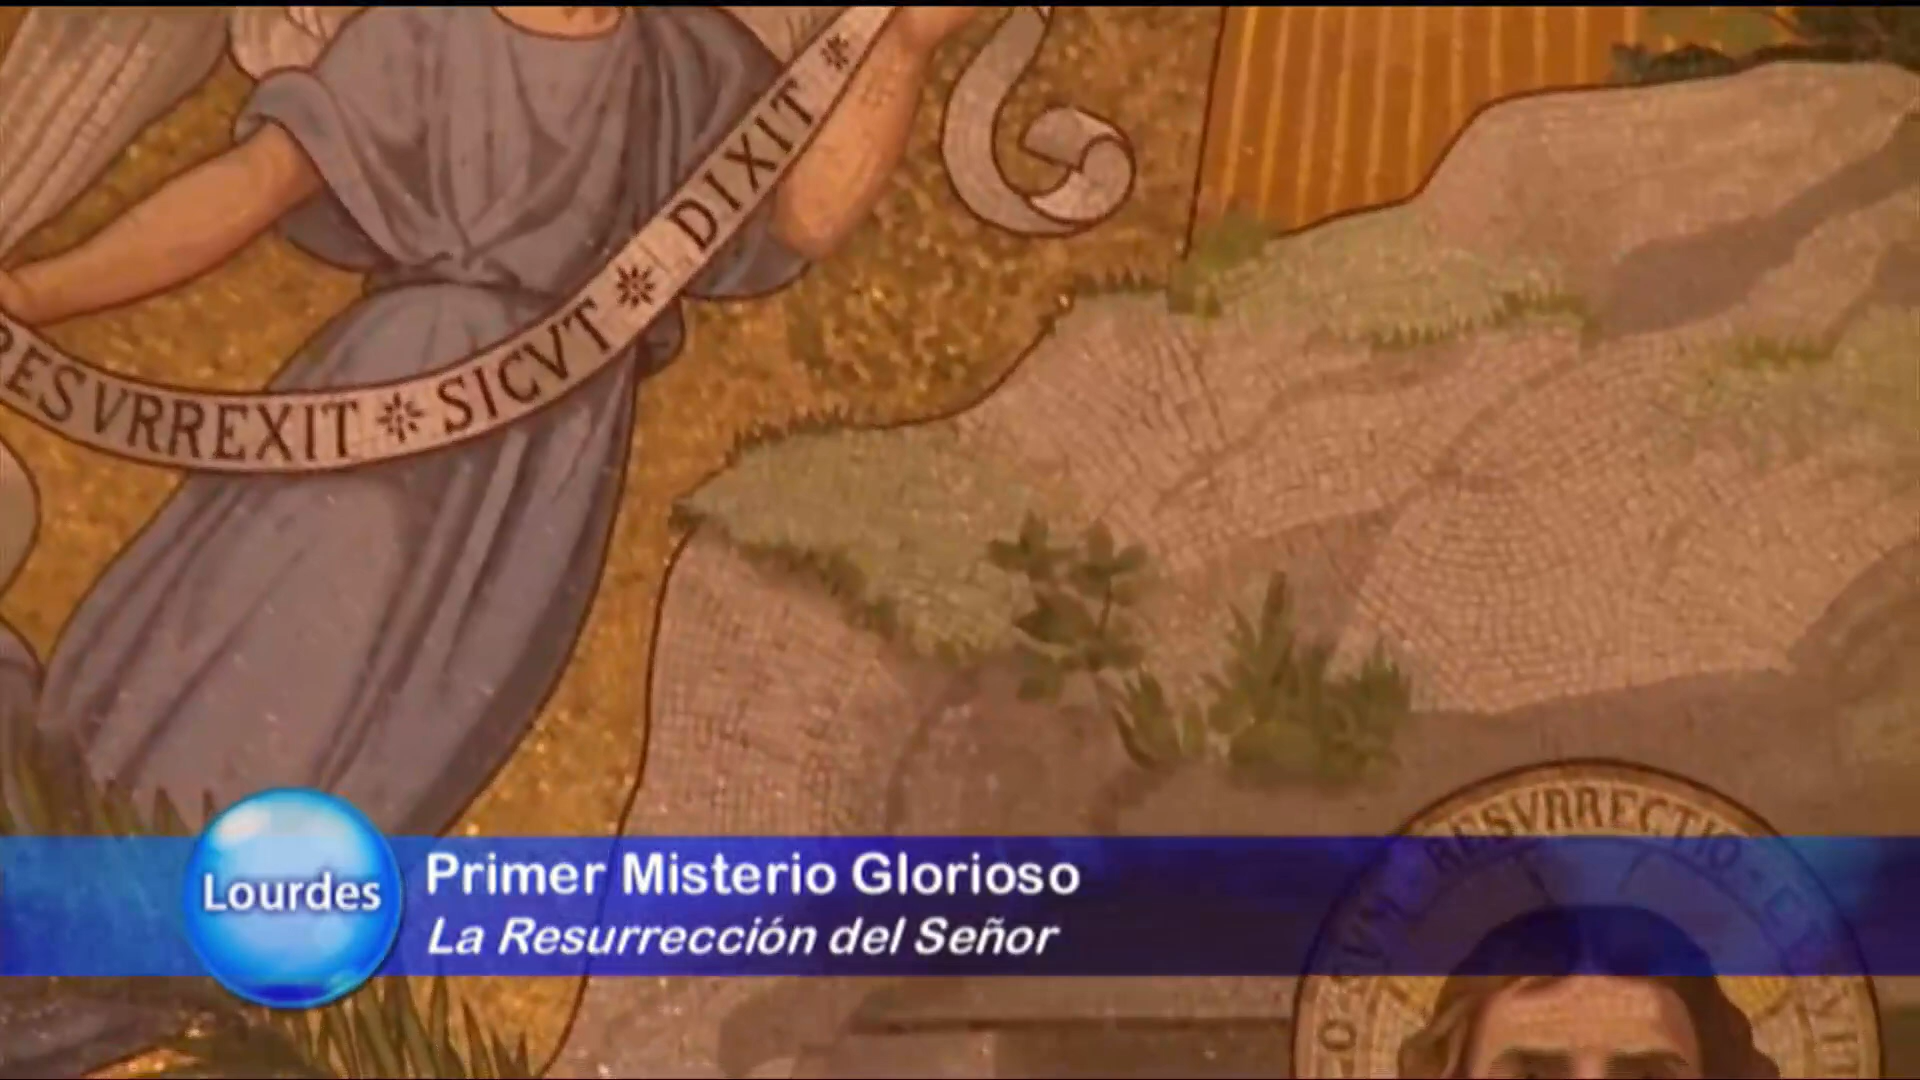 RESVRREXIT * SICVT * DIXIT *
RESVRRECTIO
Lourdes
Primer Misterio Glorioso
La Resurrección del Señor